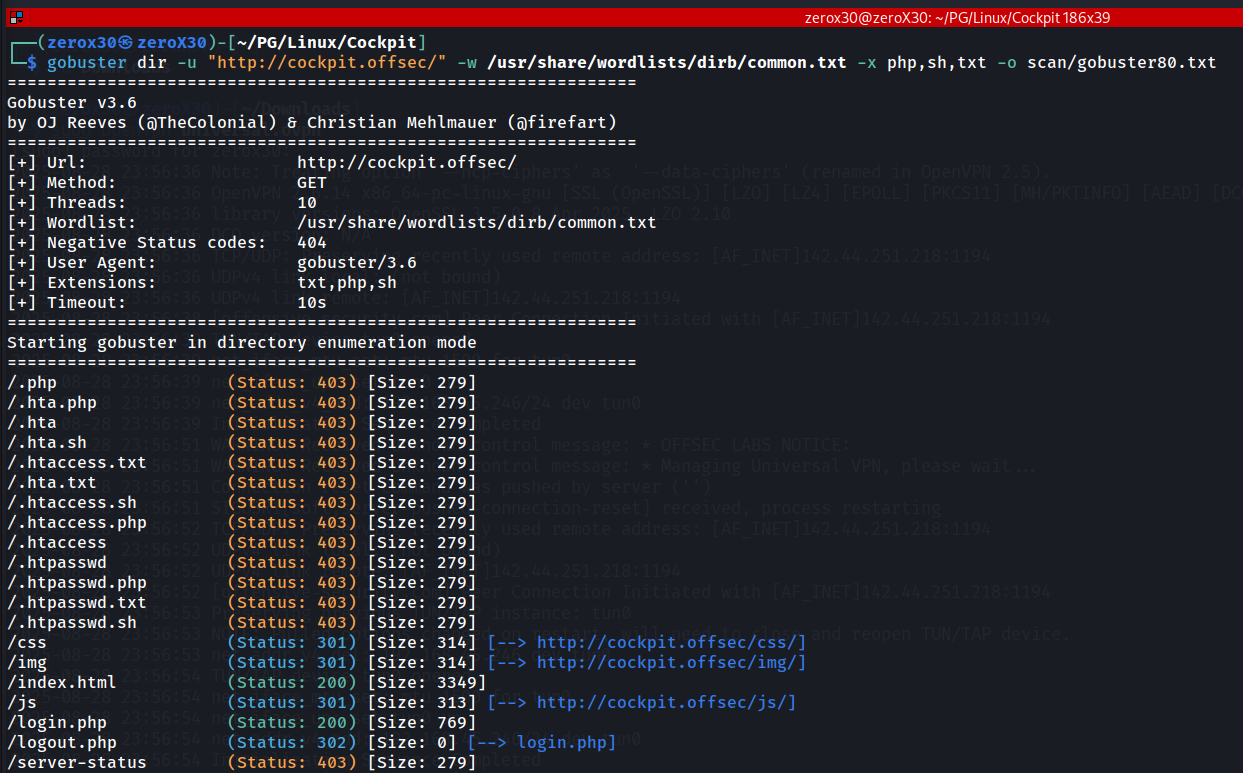 zerox30@zeroX30: ~/PG/Linux/Cockpit 186x39
┌──(zerox30㉿zeroX30)-[~/PG/Linux/Cockpit]
└─$ gobuster dir -u "http://cockpit.offsec/" -w /usr/share/wordlists/dirb/common.txt -x php,sh,txt -o scan/gobuster80.txt
===============================================================
Gobuster v3.6
by OJ Reeves (@TheColonial) & Christian Mehlmauer (@firefart)
===============================================================
[+] Url:                     http://cockpit.offsec/
[+] Method:                  GET
[+] Threads:                 10
[+] Wordlist:                /usr/share/wordlists/dirb/common.txt
[+] Negative Status codes:   404
[+] User Agent:              gobuster/3.6
[+] Extensions:              txt,php,sh
[+] Timeout:                 10s
===============================================================
Starting gobuster in directory enumeration mode
===============================================================
/.php                 (Status: 403) [Size: 279]
/.hta.php             (Status: 403) [Size: 279]
/.hta                 (Status: 403) [Size: 279]
/.hta.sh              (Status: 403) [Size: 279]
/.htaccess.txt        (Status: 403) [Size: 279]
/.hta.txt             (Status: 403) [Size: 279]
/.htaccess.sh         (Status: 403) [Size: 279]
/.htaccess.php        (Status: 403) [Size: 279]
/.htaccess            (Status: 403) [Size: 279]
/.htpasswd            (Status: 403) [Size: 279]
/.htpasswd.php        (Status: 403) [Size: 279]
/.htpasswd.txt        (Status: 403) [Size: 279]
/.htpasswd.sh         (Status: 403) [Size: 279]
/css                  (Status: 301) [Size: 314] [--> http://cockpit.offsec/css/]
/img                  (Status: 301) [Size: 314] [--> http://cockpit.offsec/img/]
/index.html           (Status: 200) [Size: 3349]
/js                   (Status: 301) [Size: 313] [--> http://cockpit.offsec/js/]
/login.php            (Status: 200) [Size: 769]
/logout.php           (Status: 302) [Size: 0] [--> login.php]
/server-status        (Status: 403) [Size: 279]